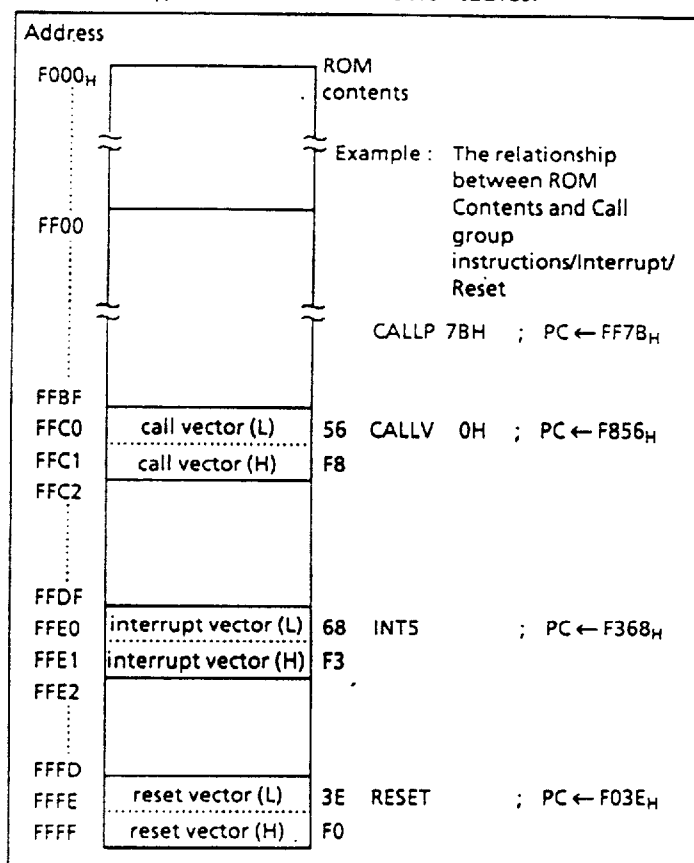 Address
F000H
ROM
contents
Example : The relationship
between ROM
Contents and Call
group
instructions/Interrupt/
Reset
FF00
CALLP 7BH ; PC ← FF7BH
FFBF
FFC0 call vector (L) 56 CALLV 0H ; PC ← F856H
FFC1 call vector (H) F8
FFC2
FFDF
FFE0 interrupt vector (L) 68 INT5 ; PC ← F368H
FFE1 interrupt vector (H) F3
FFE2
FFFD
FFFE reset vector (L) 3E RESET ; PC ← F03EH
FFFF reset vector (H) F0